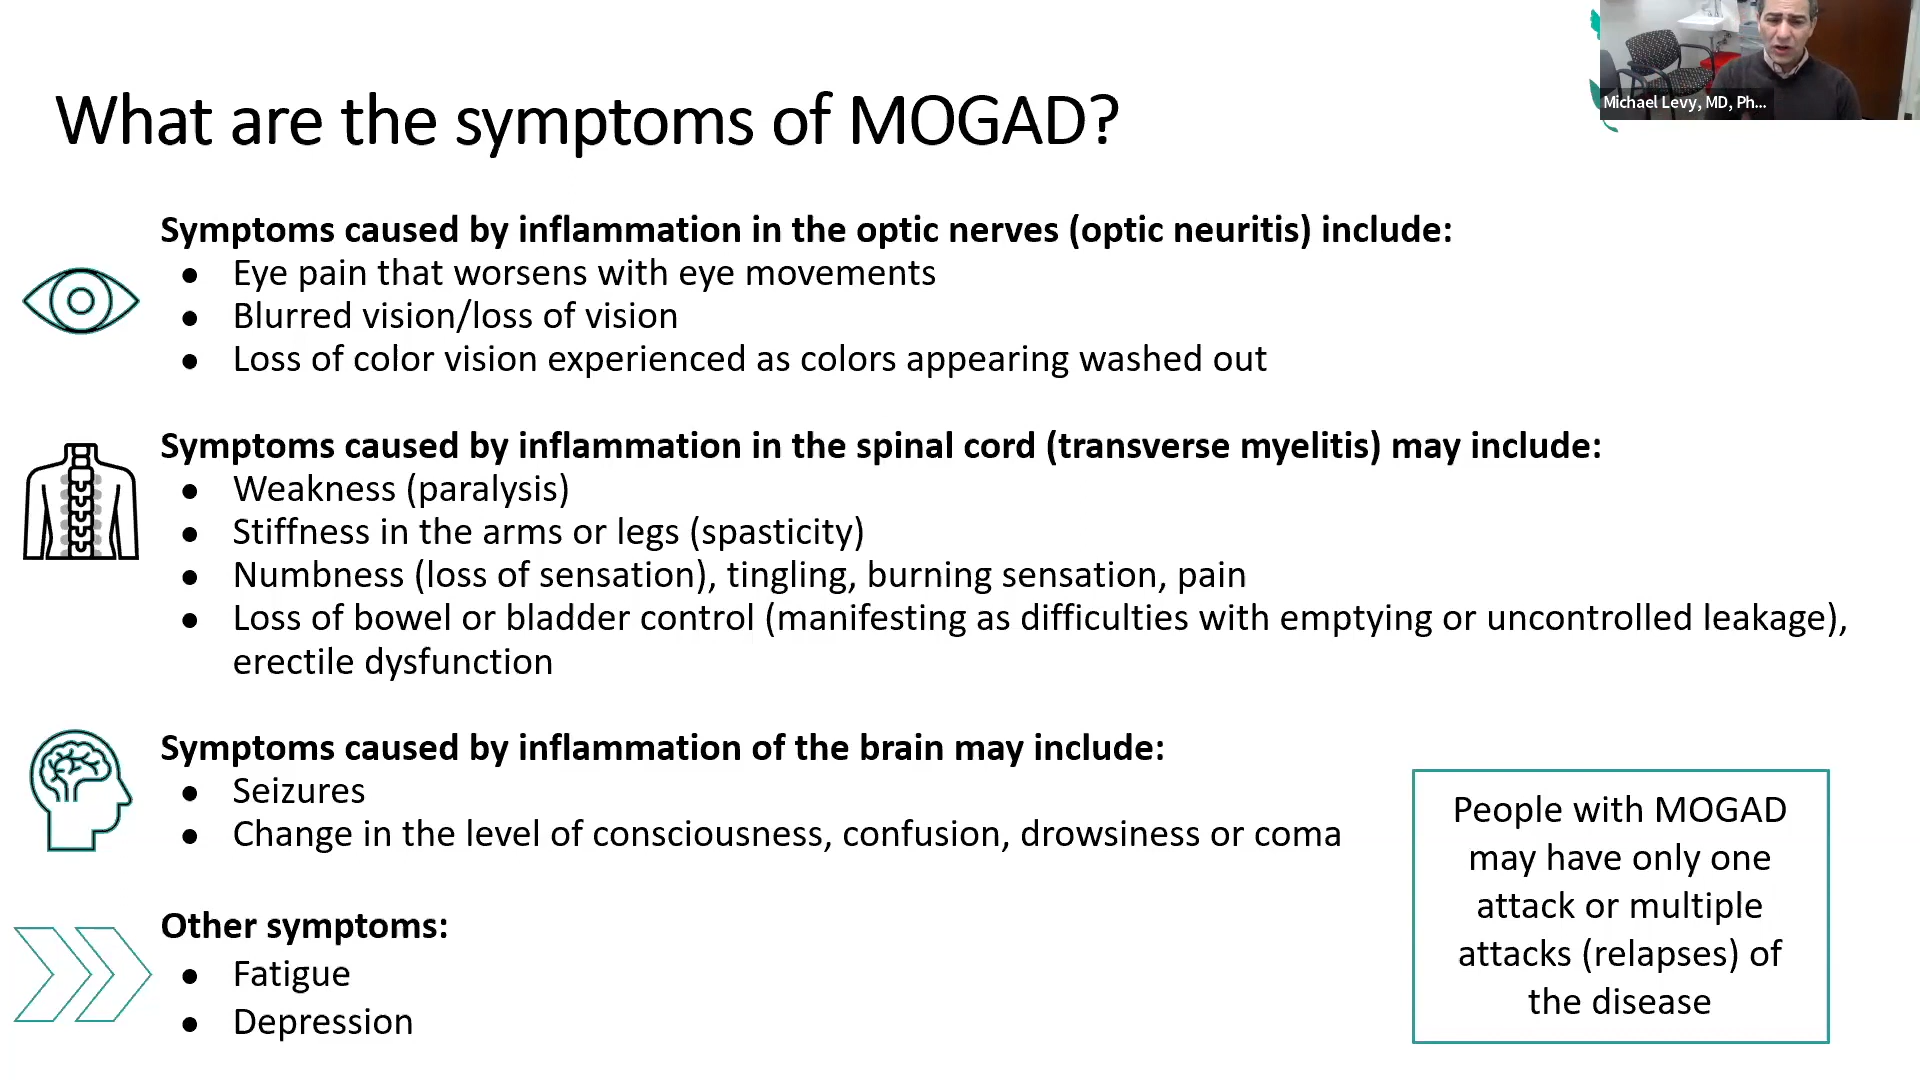 Michael Levy, MD, Ph...
What are the symptoms of MOGAD?
Symptoms caused by inflammation in the optic nerves (optic neuritis) include:
● Eye pain that worsens with eye movements
● Blurred vision/loss of vision
● Loss of color vision experienced as colors appearing washed out
Symptoms caused by inflammation in the spinal cord (transverse myelitis) may include:
● Weakness (paralysis)
● Stiffness in the arms or legs (spasticity)
● Numbness (loss of sensation), tingling, burning sensation, pain
● Loss of bowel or bladder control (manifesting as difficulties with emptying or uncontrolled leakage),
erectile dysfunction
Symptoms caused by inflammation of the brain may include:
● Seizures
● Change in the level of consciousness, confusion, drowsiness or coma
Other symptoms:
● Fatigue
● Depression
People with MOGAD
may have only one
attack or multiple
attacks (relapses) of
the disease